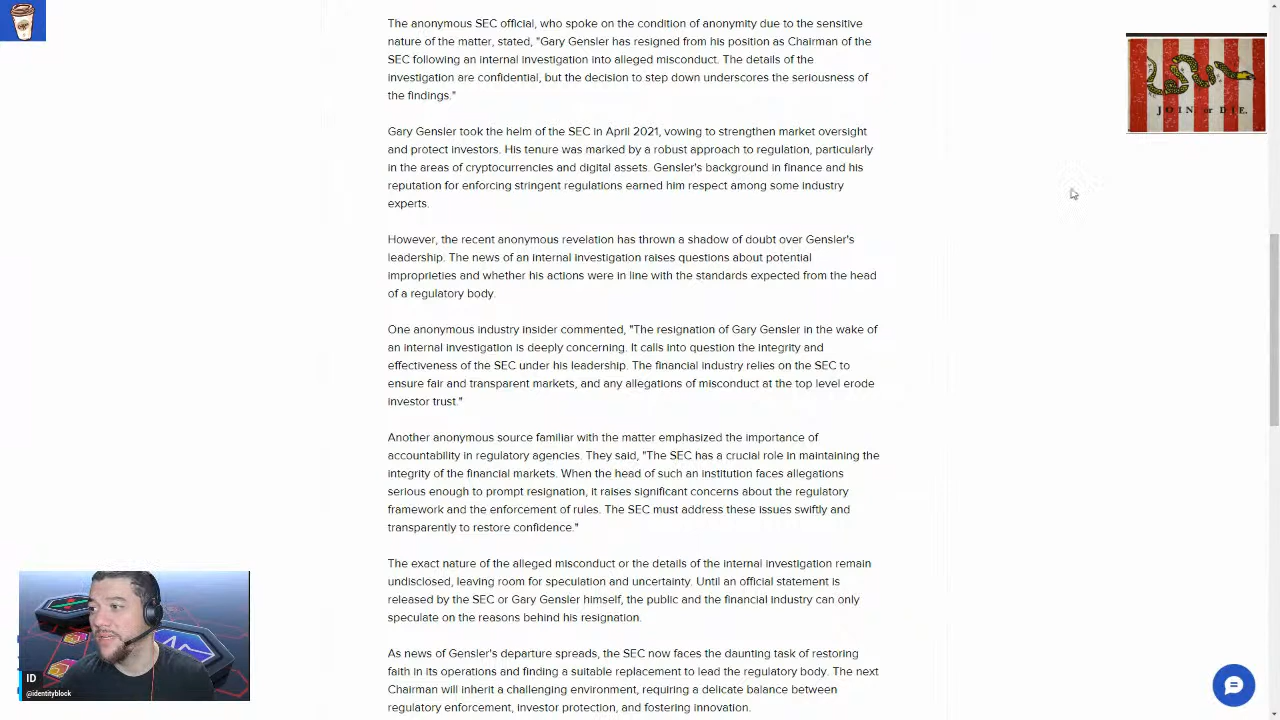 The anonymous SEC official, who spoke on the condition of anonymity due to the sensitive
nature of the matter, stated, "Gary Gensler has resigned from his position as Chairman of the
SEC following an internal investigation into alleged misconduct. The details of the
investigation are confidential, but the decision to step down underscores the seriousness of
the findings."
JOIN or DIE.
Gary Gensler took the helm of the SEC in April 2021, vowing to strengthen market oversight
and protect investors. His tenure was marked by a robust approach to regulation, particularly
in the areas of cryptocurrencies and digital assets. Gensler's background in finance and his
reputation for enforcing stringent regulations earned him respect among some industry
experts.
However, the recent anonymous revelation has thrown a shadow of doubt over Gensler's
leadership. The news of an internal investigation raises questions about potential
improprieties and whether his actions were in line with the standards expected from the head
of a regulatory body.
One anonymous industry insider commented, "The resignation of Gary Gensler in the wake of
an internal investigation is deeply concerning. It calls into question the integrity and
effectiveness of the SEC under his leadership. The financial industry relies on the SEC to
ensure fair and transparent markets, and any allegations of misconduct at the top level erode
investor trust."
Another anonymous source familiar with the matter emphasized the importance of
accountability in regulatory agencies. They said, "The SEC has a crucial role in maintaining the
integrity of the financial markets. When the head of such an institution faces allegations
serious enough to prompt resignation, it raises significant concerns about the regulatory
framework and the enforcement of rules. The SEC must address these issues swiftly and
transparently to restore confidence."
The exact nature of the alleged misconduct or the details of the internal investigation remain
undisclosed, leaving room for speculation and uncertainty. Until an official statement is
released by the SEC or Gary Gensler himself, the public and the financial industry can only
speculate on the reasons behind his resignation.
As news of Gensler's departure spreads, the SEC now faces the daunting task of restoring
faith in its operations and finding a suitable replacement to lead the regulatory body. The next
Chairman will inherit a challenging environment, requiring a delicate balance between
regulatory enforcement, investor protection, and fostering innovation.
ID
@identityblock